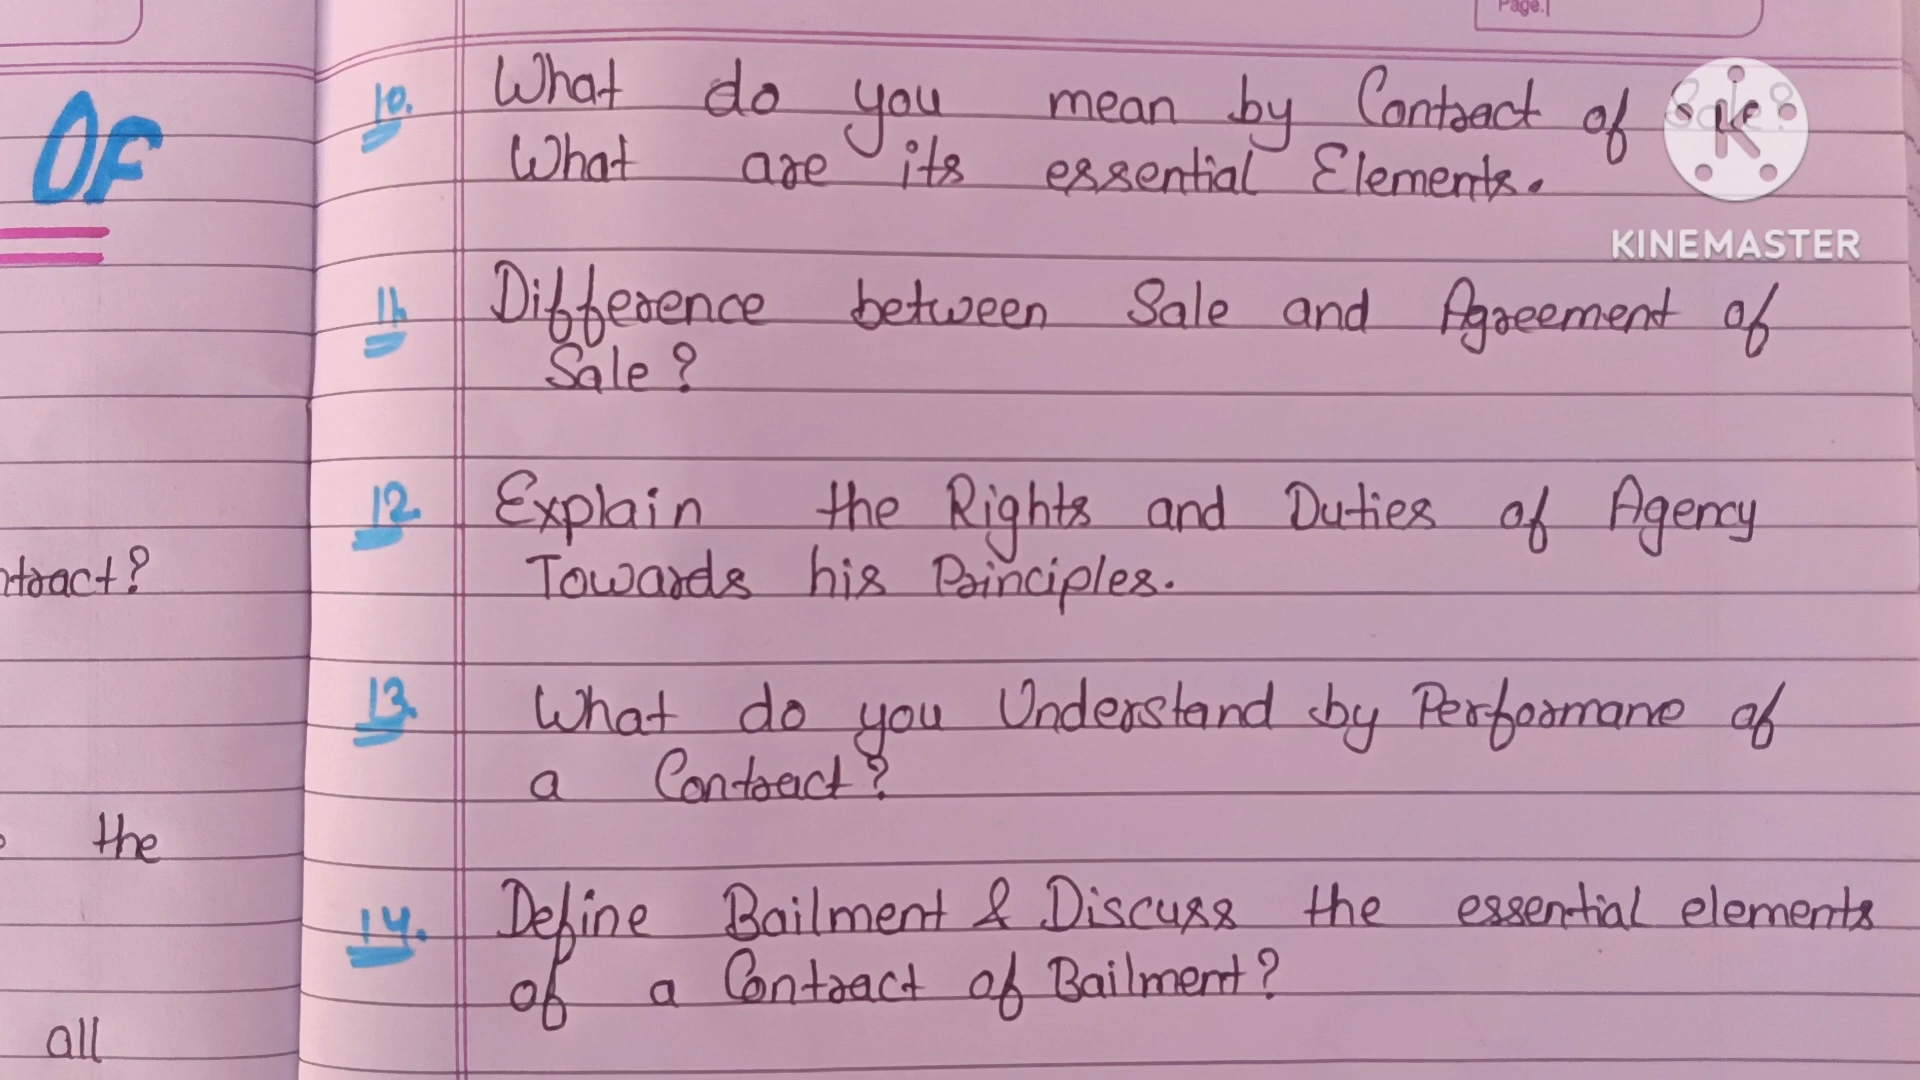 Page.
OF
ntract?
the
all
10. What do you mean by Contract of Sale?
What are its essential Elements.
KINEMASTER
11. Difference between Sale and Agreement of
Sale?
12. Explain the Rights and Duties of Agency
Towards his Principles.
13. What do you Understand by Performane of
a Contract?
14. Define Bailment & Discuss the essential elements
of a Contract of Bailment?